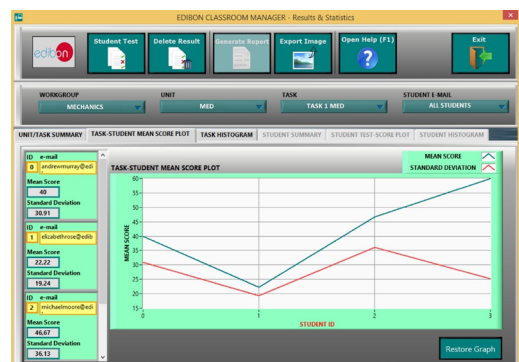 EDIBON CLASSROOM MANAGER - Results & Statistics
edibon
Student Test
Delete Result
Generate Report
Export Image
Open Help (F1)
Exit
WORKGROUP
UNIT
TASK
STUDENT E-MAIL
MECHANICS
MED
TASK 1 MED
ALL STUDENTS
UNIT/TASK SUMMARY
TASK-STUDENT MEAN SCORE PLOT
TASK HISTOGRAM
STUDENT SUMMARY
STUDENT TEST-SCORE PLOT
STUDENT HISTOGRAM
ID e-mail
0 andrewmurray@edi
Mean Score
40
Standard Deviation
30,91
ID e-mail
1 elizabethrose@edib
Mean Score
22,22
Standard Deviation
19,24
ID e-mail
2 michaelmoore@edi
Mean Score
46,67
Standard Deviation
36,13
TASK-STUDENT MEAN SCORE PLOT
MEAN SCORE
STANDARD DEVIATION
MEAN SCORE
60
55
50
45
40
35
30
25
20
15
0
1
2
3
STUDENT ID
Restore Graph